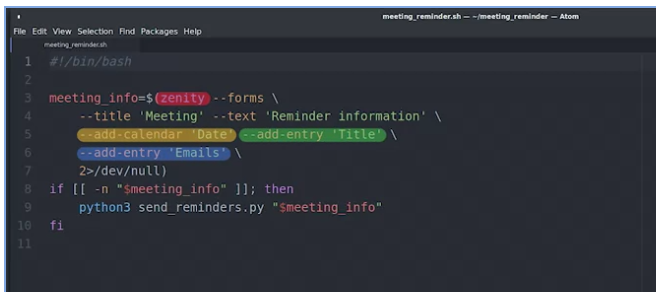 meeting_reminder.sh — ~/meeting_reminder — Atom
File Edit View Selection Find Packages Help
meeting_reminder.sh
1 #!/bin/bash
2
3 meeting_info=$(zenity --forms \
4     --title 'Meeting' --text 'Reminder information' \
5     --add-calendar 'Date' --add-entry 'Title' \
6     --add-entry 'Emails' \
7     2>/dev/null)
8 if [[ -n "$meeting_info" ]]; then
9     python3 send_reminders.py "$meeting_info"
10 fi
11